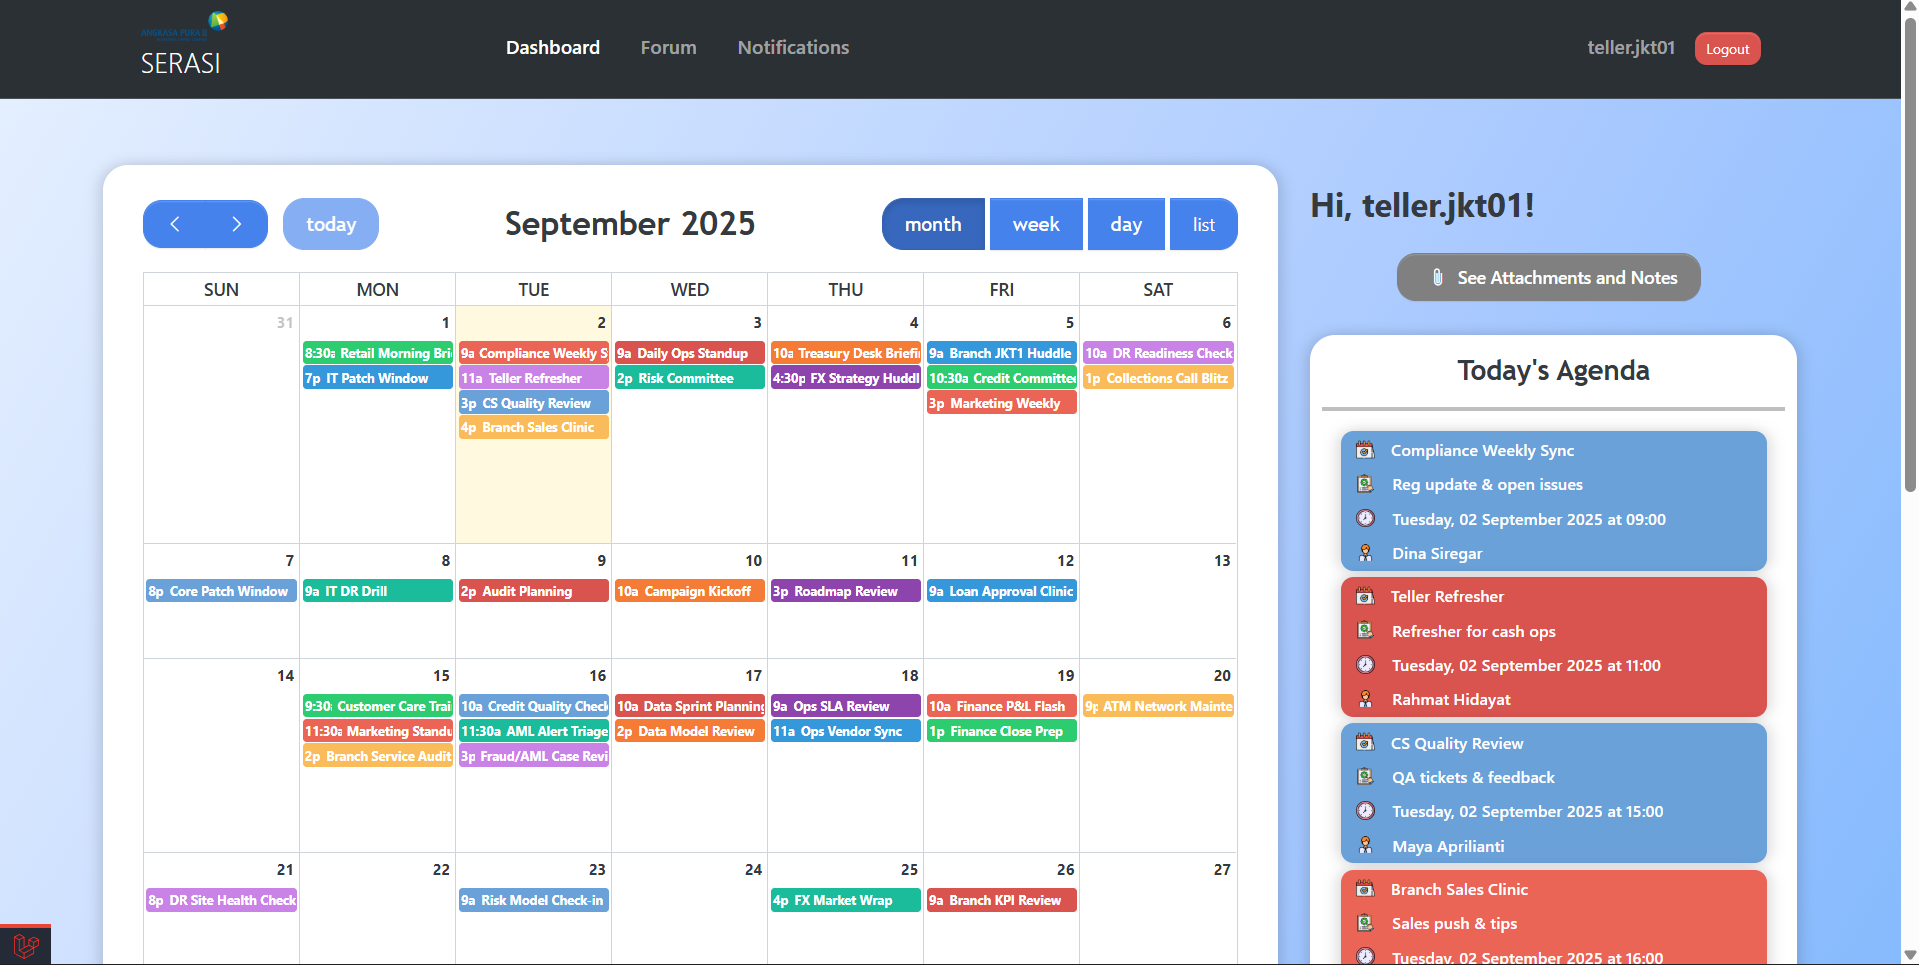 ANGKASA PURA II
SERASI
Dashboard Forum Notifications
teller.jkt01 Logout
today
September 2025
month week day list
SUN MON TUE WED THU FRI SAT
31 1 2 3 4 5 6
8:30a Retail Morning Bri
7p IT Patch Window
9a Compliance Weekly S
11a Teller Refresher
3p CS Quality Review
4p Branch Sales Clinic
9a Daily Ops Standup
2p Risk Committee
10a Treasury Desk Briefi
4:30p FX Strategy Huddl
9a Branch JKT1 Huddle
10:30a Credit Committee
3p Marketing Weekly
10a DR Readiness Check
1p Collections Call Blitz
7 8 9 10 11 12 13
8p Core Patch Window
9a IT DR Drill
2p Audit Planning
10a Campaign Kickoff
3p Roadmap Review
9a Loan Approval Clinic
14 15 16 17 18 19 20
9:30 Customer Care Trai
11:30a Marketing Standu
2p Branch Service Audit
10a Credit Quality Check
11:30a AML Alert Triage
3p Fraud/AML Case Revi
10a Data Sprint Planning
2p Data Model Review
9a Ops SLA Review
11a Ops Vendor Sync
10a Finance P&L Flash
1p Finance Close Prep
9p ATM Network Mainte
21 22 23 24 25 26 27
8p DR Site Health Check
9a Risk Model Check-in
4p FX Market Wrap
9a Branch KPI Review
Hi, teller.jkt01!
See Attachments and Notes
Today's Agenda
Compliance Weekly Sync
Reg update & open issues
Tuesday, 02 September 2025 at 09:00
Dina Siregar
Teller Refresher
Refresher for cash ops
Tuesday, 02 September 2025 at 11:00
Rahmat Hidayat
CS Quality Review
QA tickets & feedback
Tuesday, 02 September 2025 at 15:00
Maya Aprilianti
Branch Sales Clinic
Sales push & tips
Tuesday, 02 September 2025 at 16:00